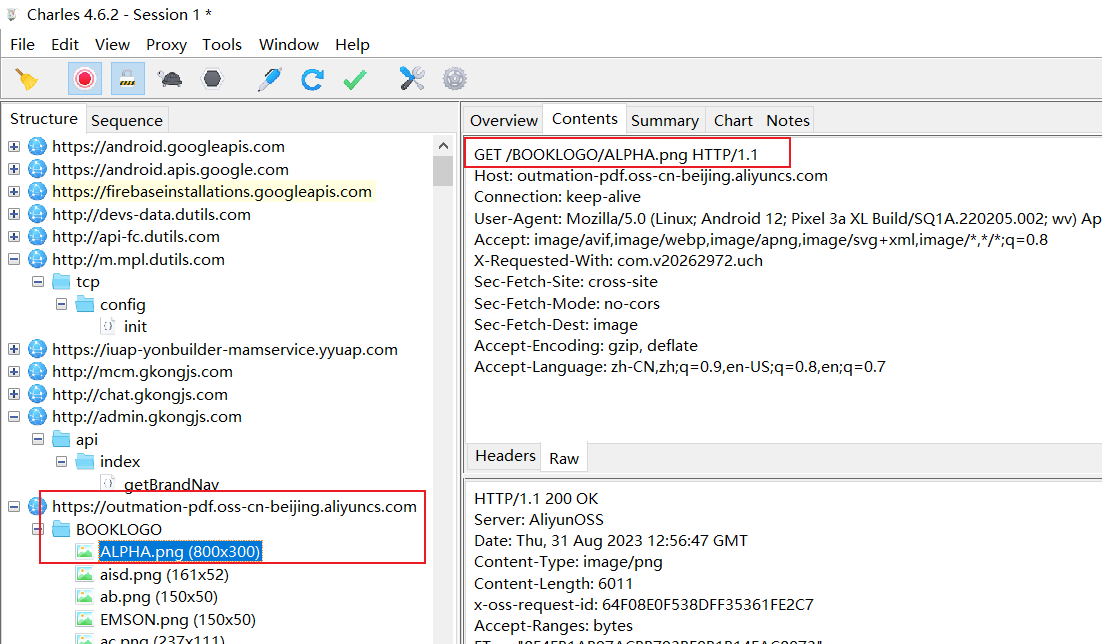 Charles 4.6.2 - Session 1 *
File Edit View Proxy Tools Window Help
Structure Sequence
https://android.googleapis.com
https://android.apis.google.com
https://firebaseinstallations.googleapis.com
http://devs-data.dutils.com
http://api-fc.dutils.com
http://m.mpl.dutils.com
tcp
config
init
https://iuap-yonbuilder-mamservice.yyuap.com
http://mcm.gkongjs.com
http://chat.gkongjs.com
http://admin.gkongjs.com
api
index
getBrandNav
https://outmation-pdf.oss-cn-beijing.aliyuncs.com
BOOKLOGO
ALPHA.png (800x300)
aisd.png (161x52)
ab.png (150x50)
EMSON.png (150x50)
ac.png (237x111)
Overview Contents Summary Chart Notes
GET /BOOKLOGO/ALPHA.png HTTP/1.1
Host: outmation-pdf.oss-cn-beijing.aliyuncs.com
Connection: keep-alive
User-Agent: Mozilla/5.0 (Linux; Android 12; Pixel 3a XL Build/SQ1A.220205.002; wv) Ap
Accept: image/avif,image/webp,image/apng,image/svg+xml,image/*,*/*;q=0.8
X-Requested-With: com.v20262972.uch
Sec-Fetch-Site: cross-site
Sec-Fetch-Mode: no-cors
Sec-Fetch-Dest: image
Accept-Encoding: gzip, deflate
Accept-Language: zh-CN,zh;q=0.9,en-US;q=0.8,en;q=0.7
Headers Raw
HTTP/1.1 200 OK
Server: AliyunOSS
Date: Thu, 31 Aug 2023 12:56:47 GMT
Content-Type: image/png
Content-Length: 6011
x-oss-request-id: 64F08E0F538DFF35361FE2C7
Accept-Ranges: bytes